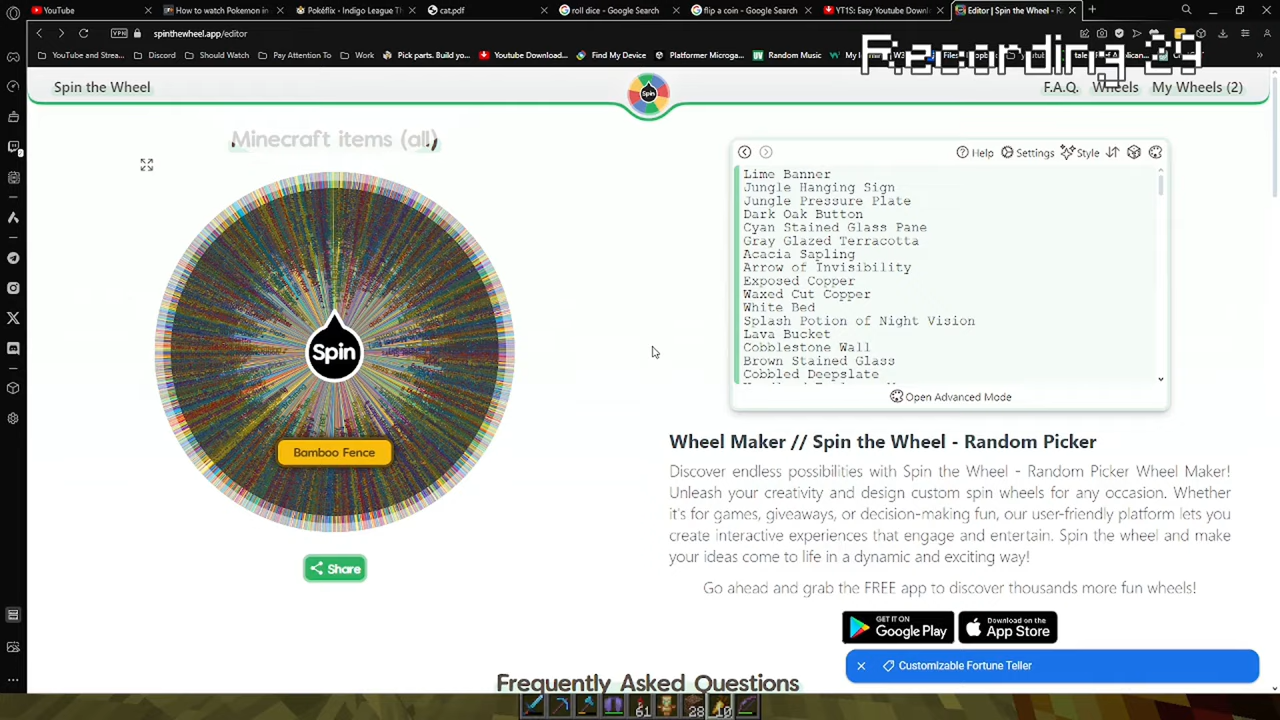 YouTube
How to watch Pokemon in
Pokéflix - Indigo League Th
cat.pdf
roll dice - Google Search
flip a coin - Google Search
YT1S: Easy Youtube Downl
Editor | Spin the Wheel - R
VPN
spinthewheel.app/editor
YouTube and Strea...
Discord
Should Watch
Pay Attention To
Work
Pick parts. Build yo...
Youtube Download...
Find My Device
Platformer Microga...
Random Music
Recording 29
Spin the Wheel
Spin
F.A.Q.
Wheels
My Wheels (2)
Minecraft items (all)
Help
Settings
Style
Lime Banner
Jungle Hanging Sign
Jungle Pressure Plate
Dark Oak Button
Cyan Stained Glass Pane
Gray Glazed Terracotta
Acacia Sapling
Arrow of Invisibility
Exposed Copper
Waxed Cut Copper
White Bed
Splash Potion of Night Vision
Lava Bucket
Cobblestone Wall
Brown Stained Glass
Cobbled Deepslate
Open Advanced Mode
Spin
Bamboo Fence
Share
Wheel Maker // Spin the Wheel - Random Picker
Discover endless possibilities with Spin the Wheel - Random Picker Wheel Maker!
Unleash your creativity and design custom spin wheels for any occasion. Whether
it's for games, giveaways, or decision-making fun, our user-friendly platform lets you
create interactive experiences that engage and entertain. Spin the wheel and make
your ideas come to life in a dynamic and exciting way!
Go ahead and grab the FREE app to discover thousands more fun wheels!
GET IT ON
Google Play
Download on the
App Store
Customizable Fortune Teller
Frequently Asked Questions
61
28
10